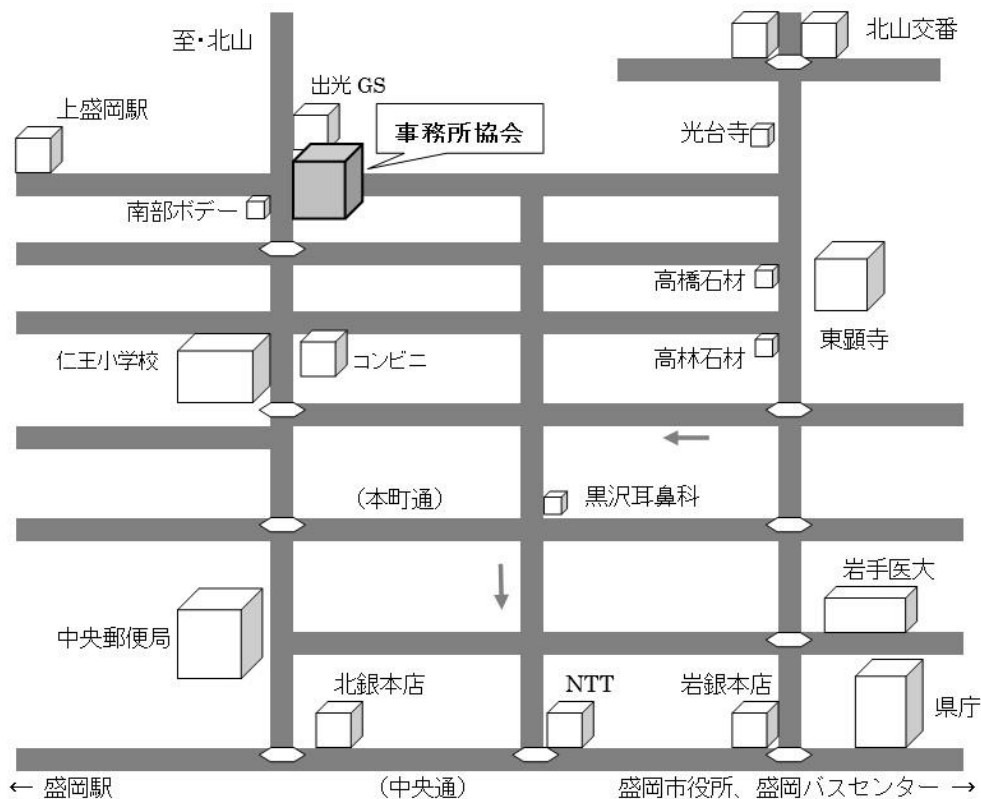 北山交番
至・北山
出光 GS
上盛岡駅
事務所協会
光台寺
南部ボデー
高橋石材
東顕寺
仁王小学校
コンビニ
高林石材
(本町通)
黒沢耳鼻科
岩手医大
中央郵便局
北銀本店
NTT
岩銀本店
県庁
← 盛岡駅
(中央通)
盛岡市役所、盛岡バスセンター →